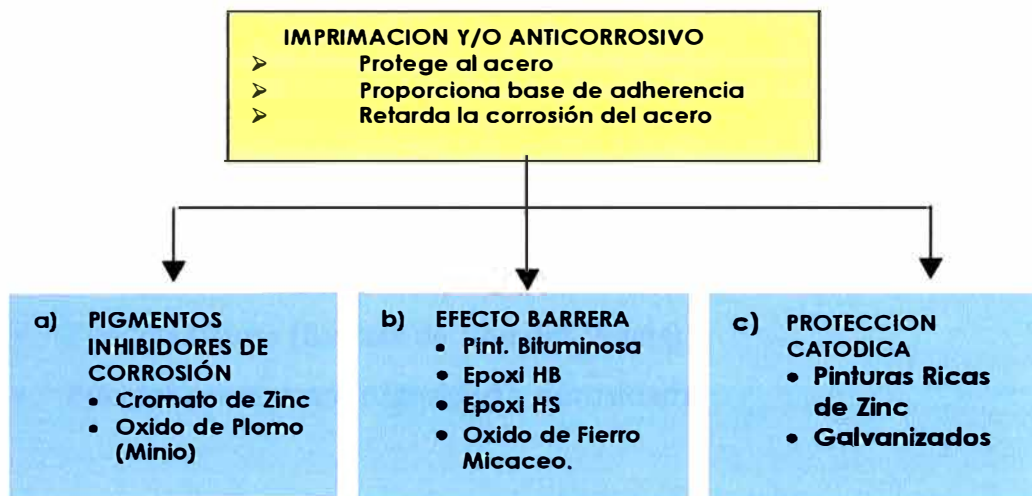 IMPRIMACION Y/O ANTICORROSIVO
➢ Protege al acero
➢ Proporciona base de adherencia
➢ Retarda la corrosión del acero
a) PIGMENTOS
INHIBIDORES DE
CORROSIÓN
• Cromato de Zinc
• Oxido de Plomo
(Minio)
b) EFECTO BARRERA
• Pint. Bituminosa
• Epoxi HB
• Epoxi HS
• Oxido de Fierro
Micaceo.
c) PROTECCION
CATODICA
• Pinturas Ricas
de Zinc
• Galvanizados